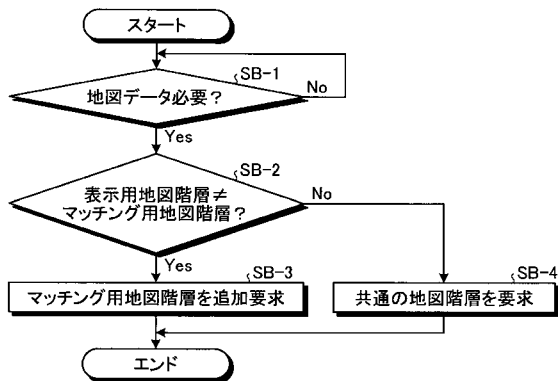 スタート
SB-1
地図データ必要？
No
Yes
SB-2
表示用地図階層≠
マッチング用地図階層？
No
Yes
SB-3
マッチング用地図階層を追加要求
SB-4
共通の地図階層を要求
エンド